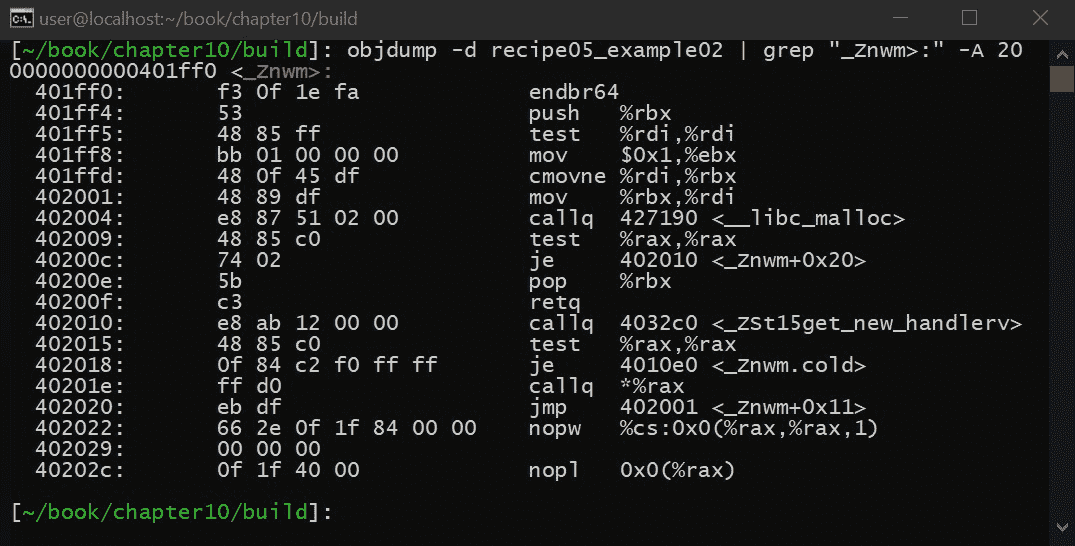 user@localhost:~/book/chapter10/build
[~/book/chapter10/build]: objdump -d recipe05_example02 | grep "_Znwm>:" -A 20
0000000000401ff0 <_Znwm>:
  401ff0:       f3 0f 1e fa             endbr64
  401ff4:       53                      push   %rbx
  401ff5:       48 85 ff                test   %rdi,%rdi
  401ff8:       bb 01 00 00 00          mov    $0x1,%ebx
  401ffd:       48 0f 45 df             cmovne %rdi,%rbx
  402001:       48 89 df                mov    %rbx,%rdi
  402004:       e8 87 51 02 00          callq  427190 <__libc_malloc>
  402009:       48 85 c0                test   %rax,%rax
  40200c:       74 02                   je     402010 <_Znwm+0x20>
  40200e:       5b                      pop    %rbx
  40200f:       c3                      retq
  402010:       e8 ab 12 00 00          callq  4032c0 <_ZSt15get_new_handlerv>
  402015:       48 85 c0                test   %rax,%rax
  402018:       0f 84 c2 f0 ff ff       je     4010e0 <_Znwm.cold>
  40201e:       ff d0                   callq  *%rax
  402020:       eb df                   jmp    402001 <_Znwm+0x11>
  402022:       66 2e 0f 1f 84 00 00    nopw   %cs:0x0(%rax,%rax,1)
  402029:       00 00 00
  40202c:       0f 1f 40 00             nopl   0x0(%rax)
[~/book/chapter10/build]: